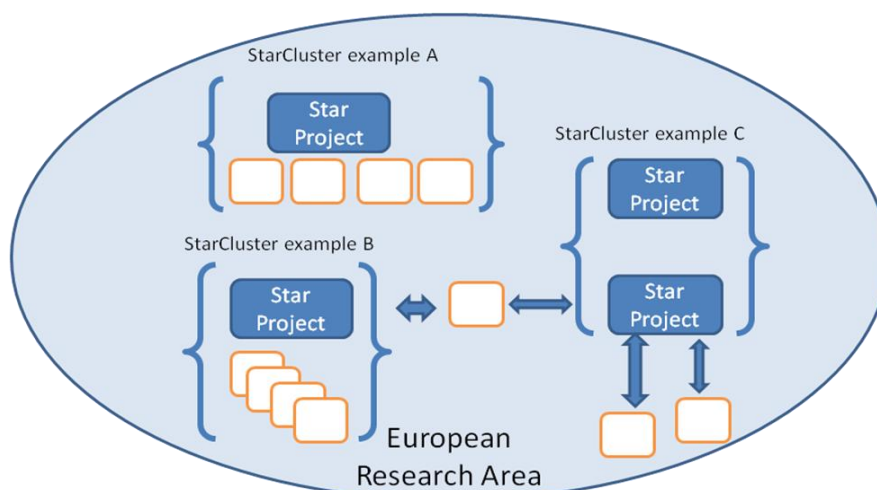 StarCluster example A
Star
Project
StarCluster example C
Star
Project
StarCluster example B
Star
Project
Star
Project
European
Research Area